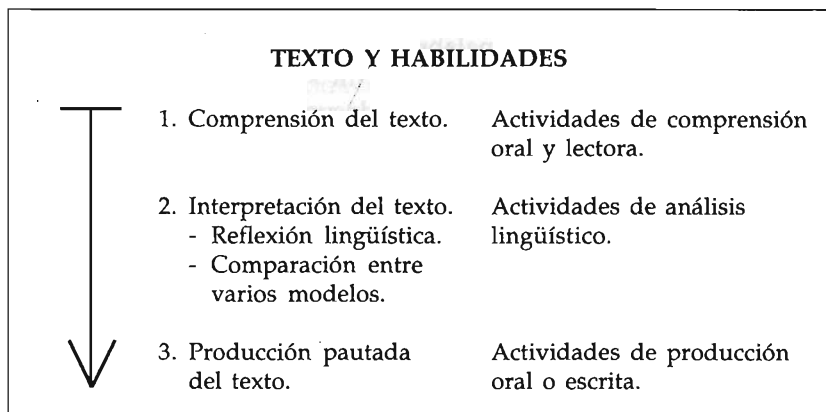 TEXTO Y HABILIDADES
1. Comprensión del texto.
Actividades de comprensión
oral y lectora.
2. Interpretación del texto.
- Reflexión lingüística.
- Comparación entre
varios modelos.
Actividades de análisis
lingüístico.
3. Producción pautada
del texto.
Actividades de producción
oral o escrita.